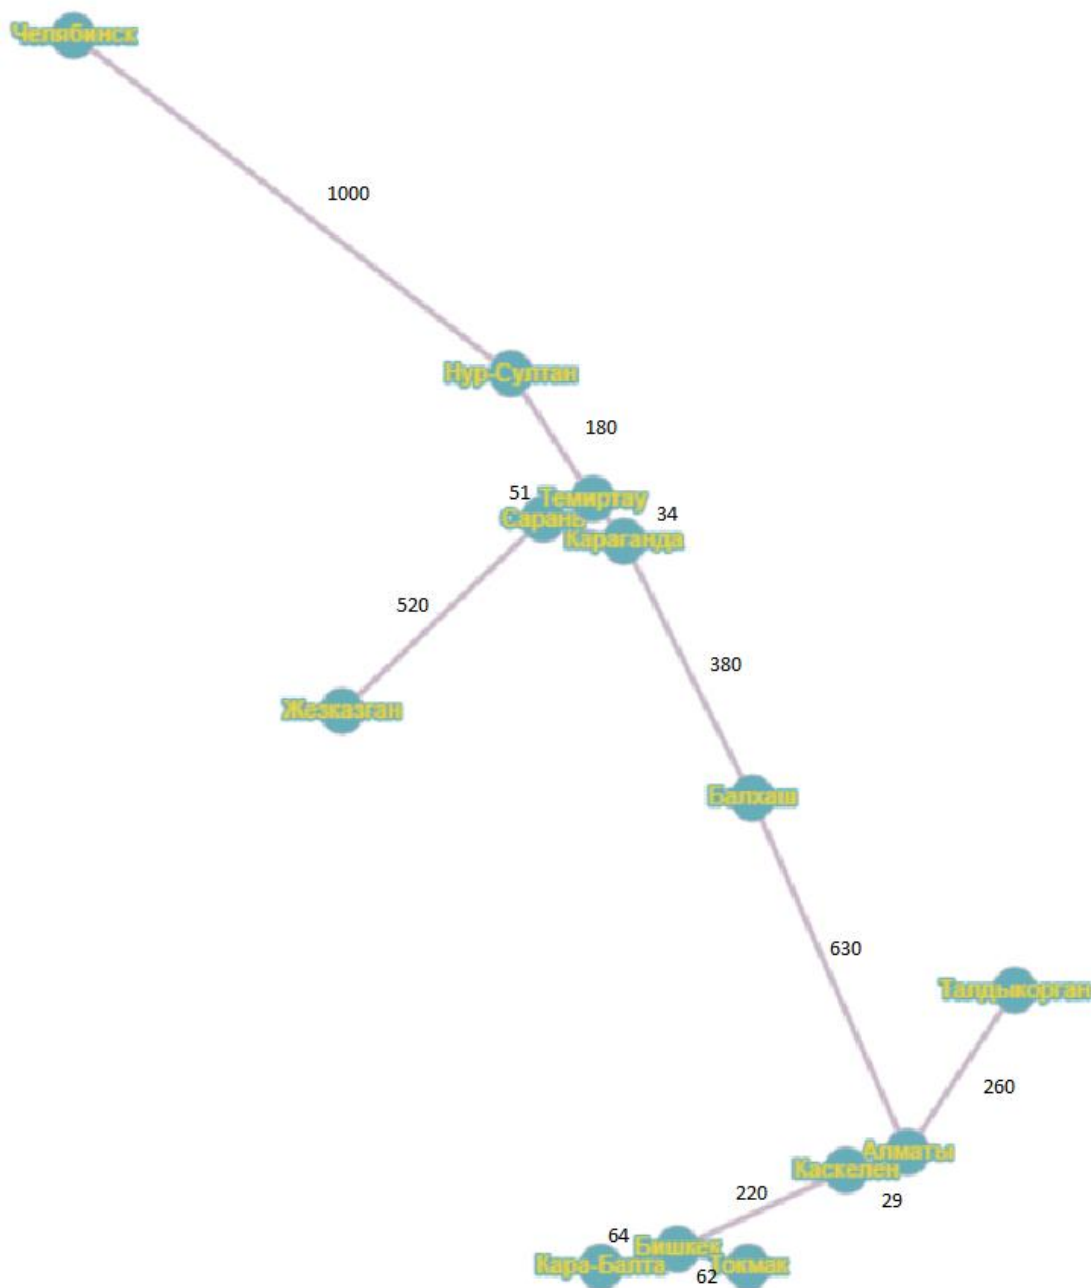 Челябинск
1000
Нур-Султан
180
51
Темиртау
Сарань
34
Караганда
520
380
Жезказган
Балхаш
630
Талдыкорган
260
Алматы
Каскелен
220
29
64
Бишкек
Кара-Балта
Токмак
62